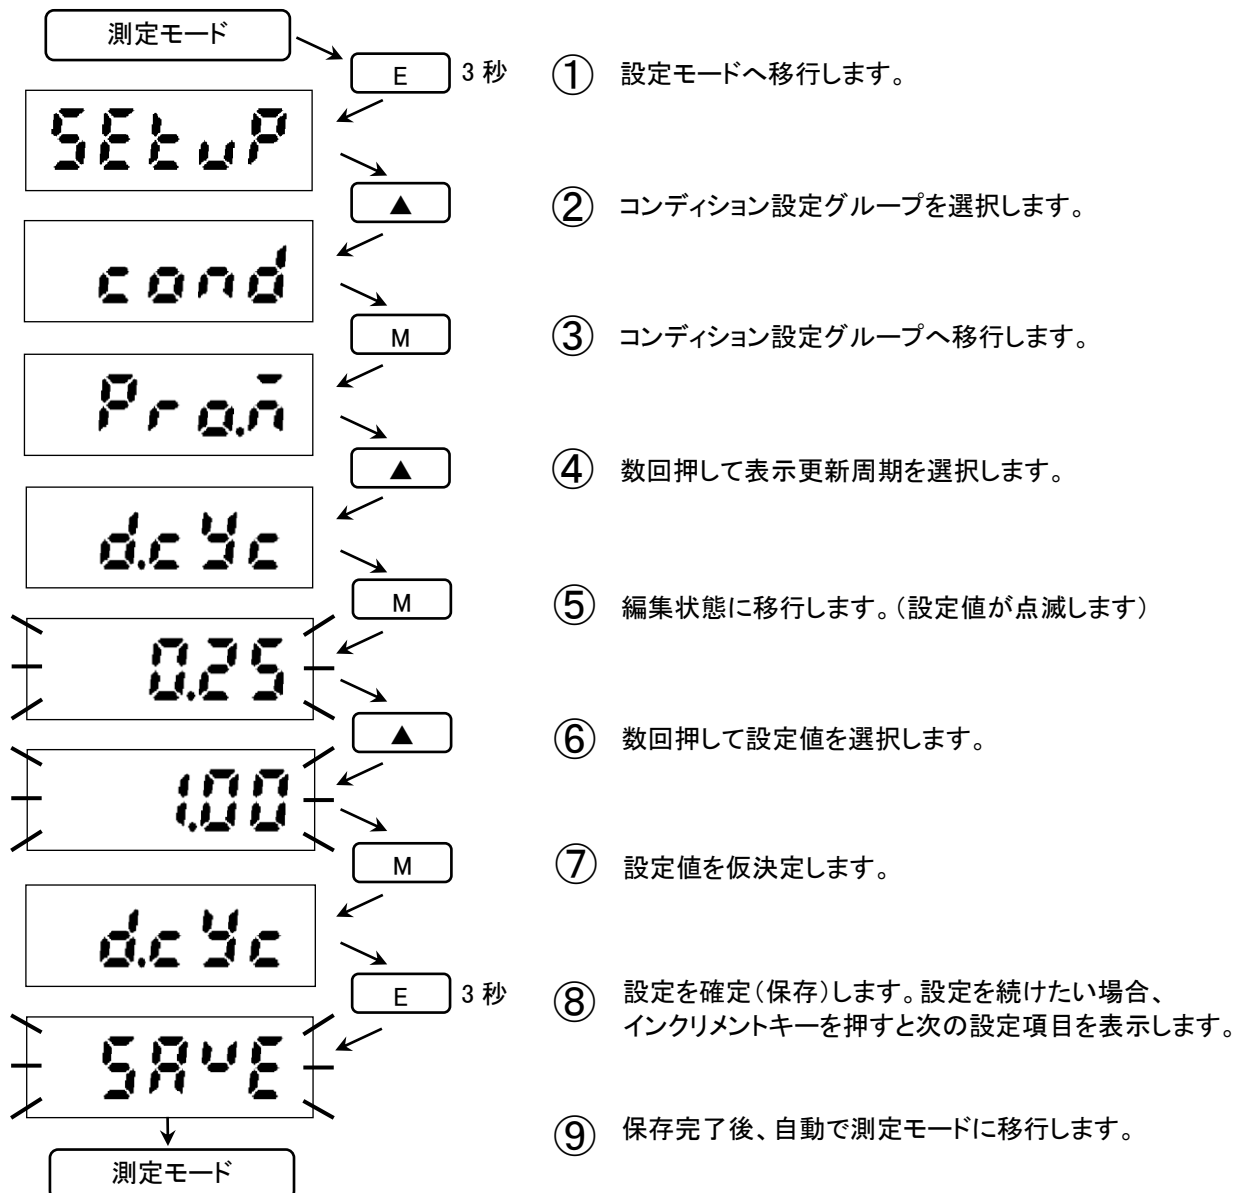 測定モード
E 3 秒 ① 設定モードへ移行します。
SEtuP
▲ ② コンディション設定グループを選択します。
cond
M ③ コンディション設定グループへ移行します。
Pro.m
▲ ④ 数回押して表示更新周期を選択します。
d.cYc
M ⑤ 編集状態に移行します。（設定値が点滅します）
0.25
▲ ⑥ 数回押して設定値を選択します。
1.00
M ⑦ 設定値を仮決定します。
d.cYc
E 3 秒 ⑧ 設定を確定（保存）します。設定を続けたい場合、
インクリメントキーを押すと次の設定項目を表示します。
SAvE
⑨ 保存完了後、自動で測定モードに移行します。
測定モード